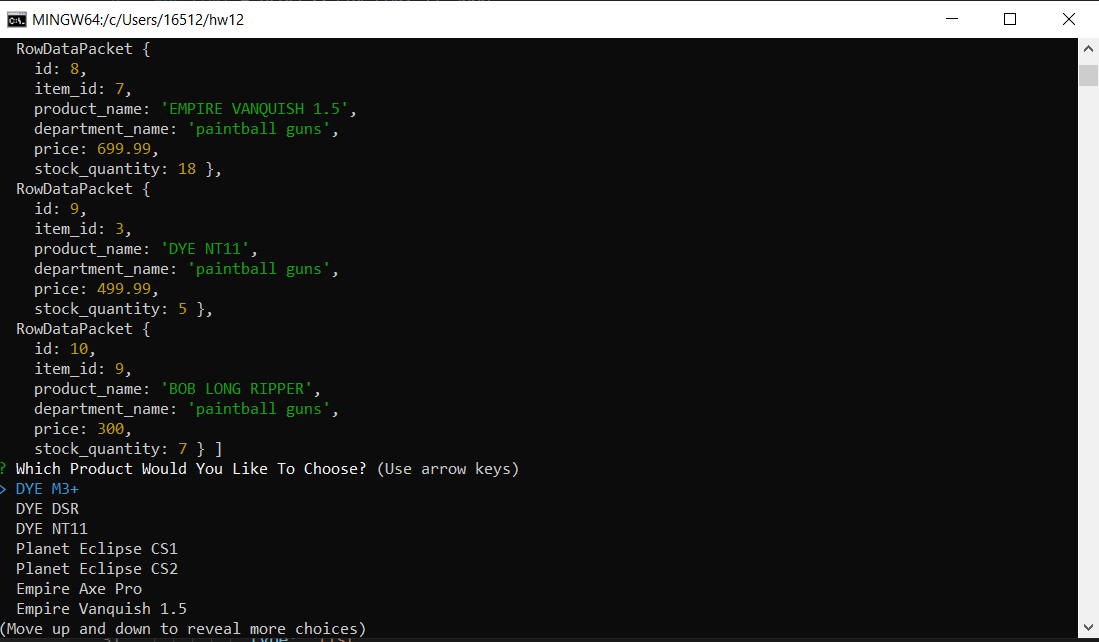 MINGW64:/c/Users/16512/hw12
RowDataPacket {
id: 8,
item_id: 7,
product_name: 'EMPIRE VANQUISH 1.5',
department_name: 'paintball guns',
price: 699.99,
stock_quantity: 18 },
RowDataPacket {
id: 9,
item_id: 3,
product_name: 'DYE NT11',
department_name: 'paintball guns',
price: 499.99,
stock_quantity: 5 },
RowDataPacket {
id: 10,
item_id: 9,
product_name: 'BOB LONG RIPPER',
department_name: 'paintball guns',
price: 300,
stock_quantity: 7 } ]
? Which Product Would You Like To Choose? (Use arrow keys)
> DYE M3+
DYE DSR
DYE NT11
Planet Eclipse CS1
Planet Eclipse CS2
Empire Axe Pro
Empire Vanquish 1.5
(Move up and down to reveal more choices)